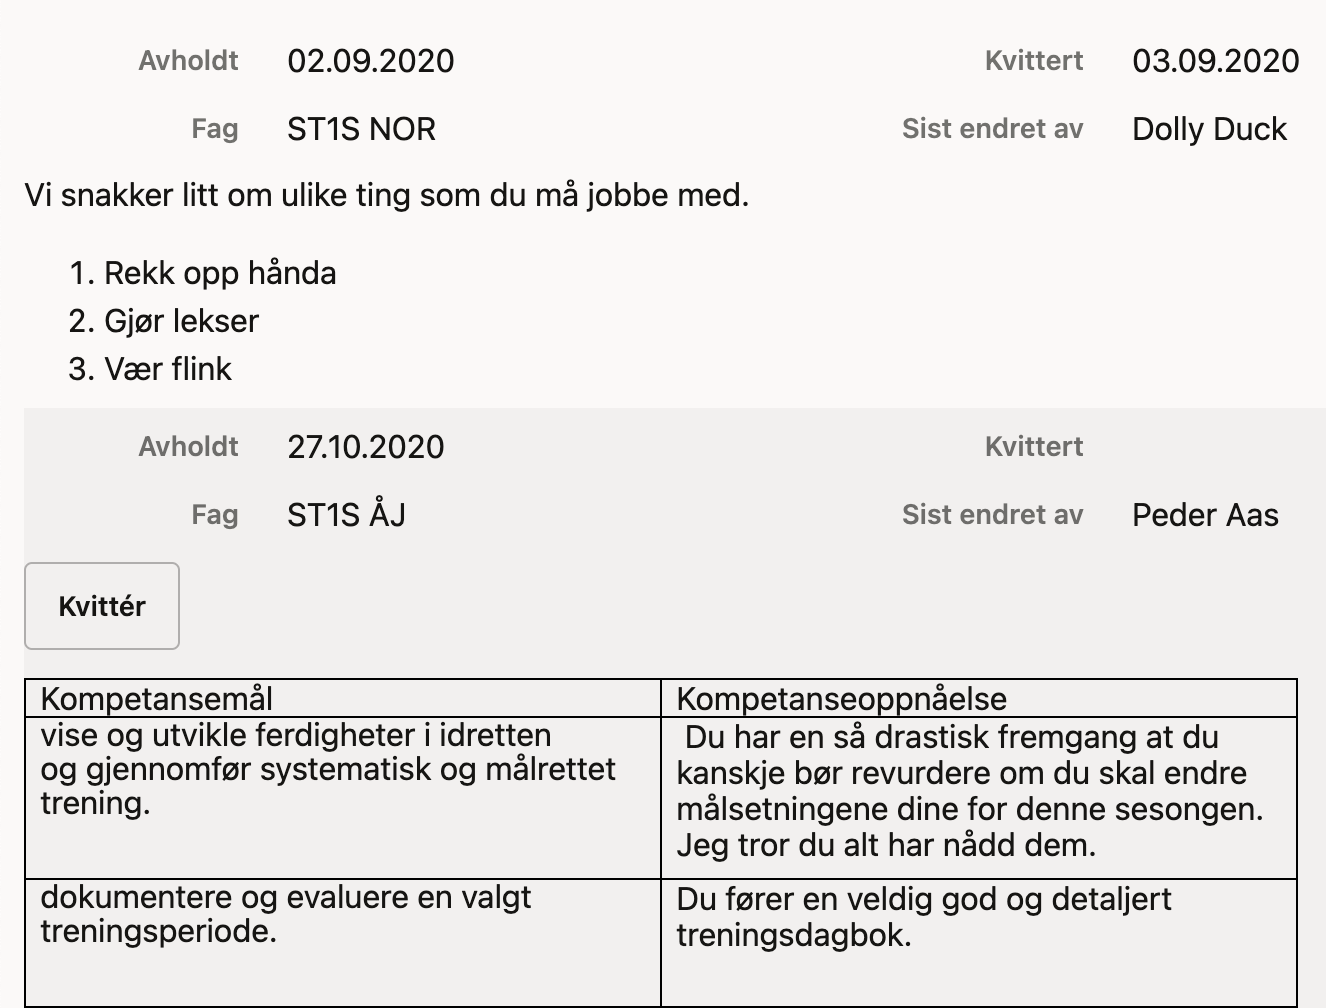 Avholdt 02.09.2020 Kvittert 03.09.2020
Fag ST1S NOR Sist endret av Dolly Duck
Vi snakker litt om ulike ting som du må jobbe med.
1. Rekk opp hånda
2. Gjør lekser
3. Vær flink
Avholdt 27.10.2020 Kvittert
Fag ST1S ÅJ Sist endret av Peder Aas
Kvittér
Kompetansemål Kompetanseoppnåelse
vise og utvikle ferdigheter i idretten
og gjennomfør systematisk og målrettet
trening.
Du har en så drastisk fremgang at du
kanskje bør revurdere om du skal endre
målsetningene dine for denne sesongen.
Jeg tror du alt har nådd dem.
dokumentere og evaluere en valgt
treningsperiode.
Du fører en veldig god og detaljert
treningsdagbok.